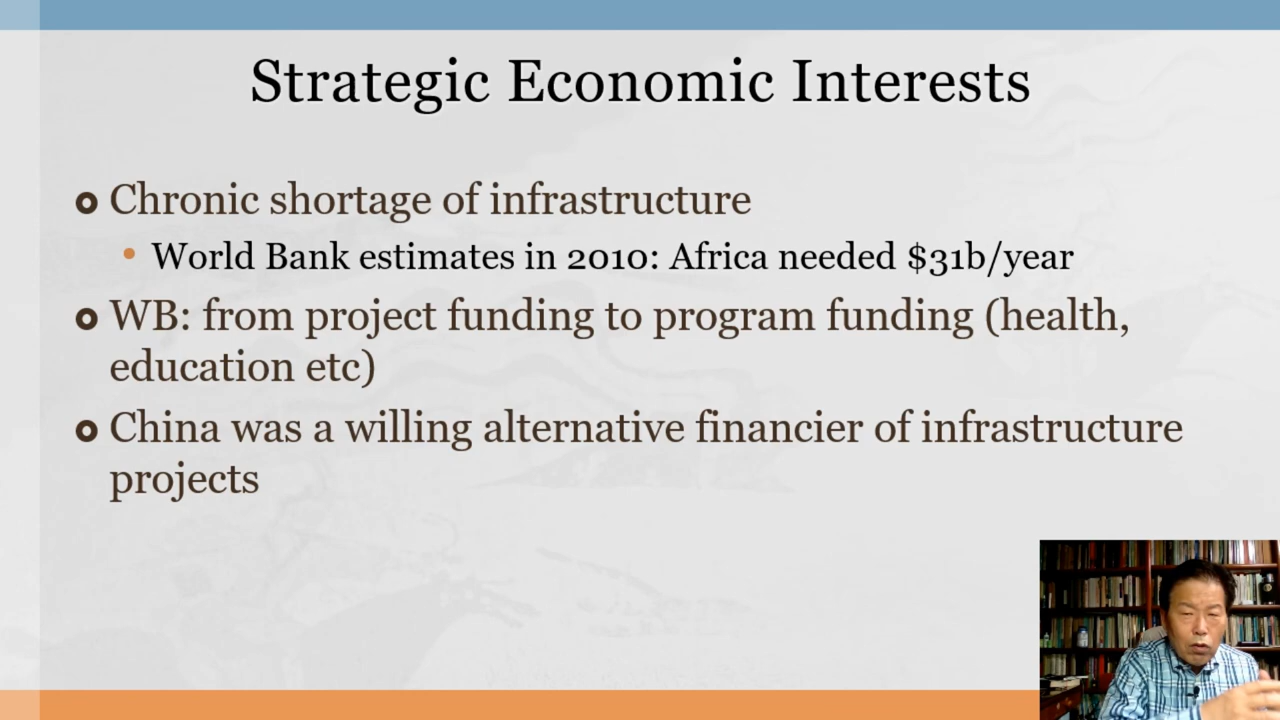 Strategic Economic Interests
Chronic shortage of infrastructure
World Bank estimates in 2010: Africa needed $31b/year
WB: from project funding to program funding (health,
education etc)
China was a willing alternative financier of infrastructure
projects